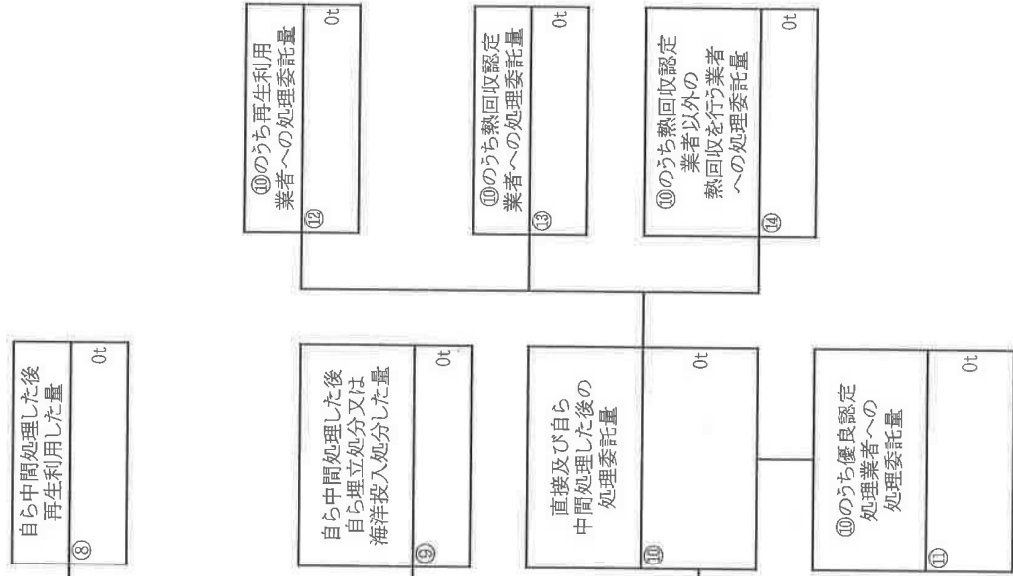 自ら中間処理した後
再生利用した量
⑧
0t
自ら中間処理した後
自ら埋立処分又は
海洋投入処分した量
⑨
0t
直接及び自ら
中間処理した後の
処理委託量
⑩
0t
⑩のうち優良認定
処理業者への
処理委託量
⑪
0t
⑩のうち再生利用
業者への処理委託量
⑫
0t
⑩のうち熱回収認定
業者への処理委託量
⑬
0t
⑩のうち熱回収認定
業者以外の
熱回収を行う業者
への処理委託量
⑭
0t